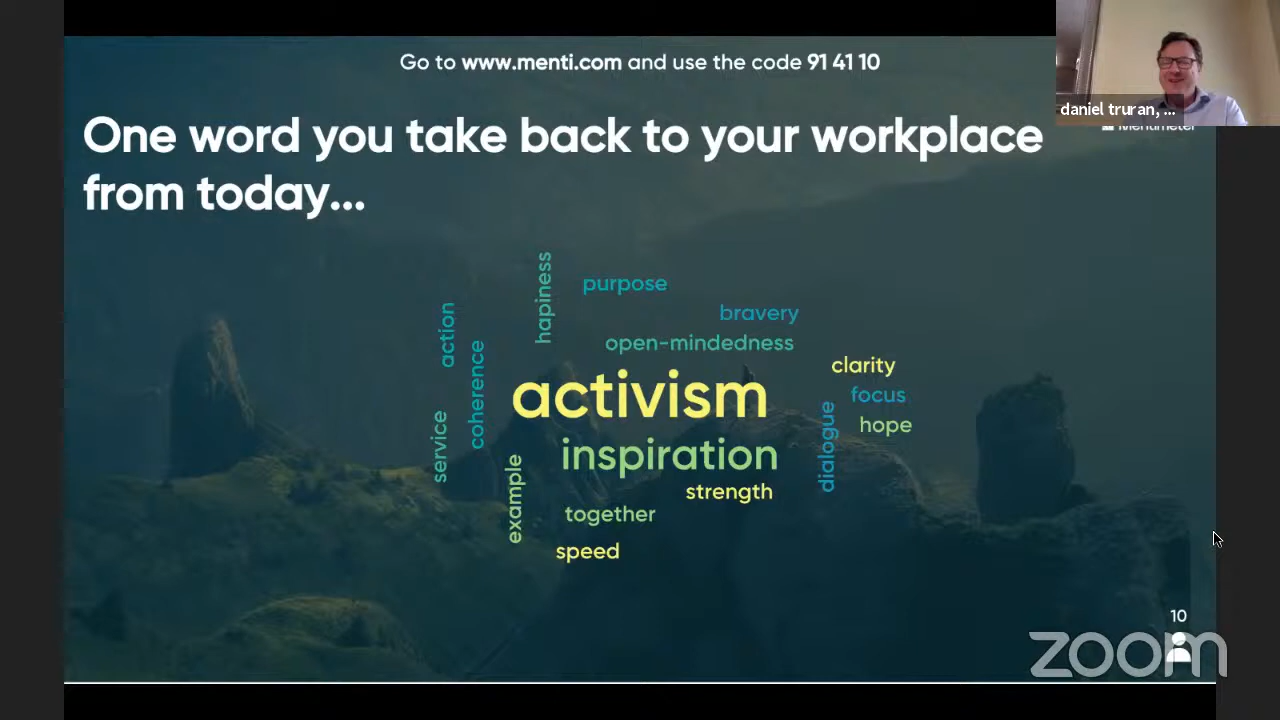 Go to www.menti.com and use the code 91 41 10
daniel truran, ...
Mentimeter
One word you take back to your workplace
from today...
hapiness
purpose
action
bravery
coherence
open-mindedness
clarity
activism
focus
service
dialogue
hope
inspiration
example
strength
together
speed
10
zoom